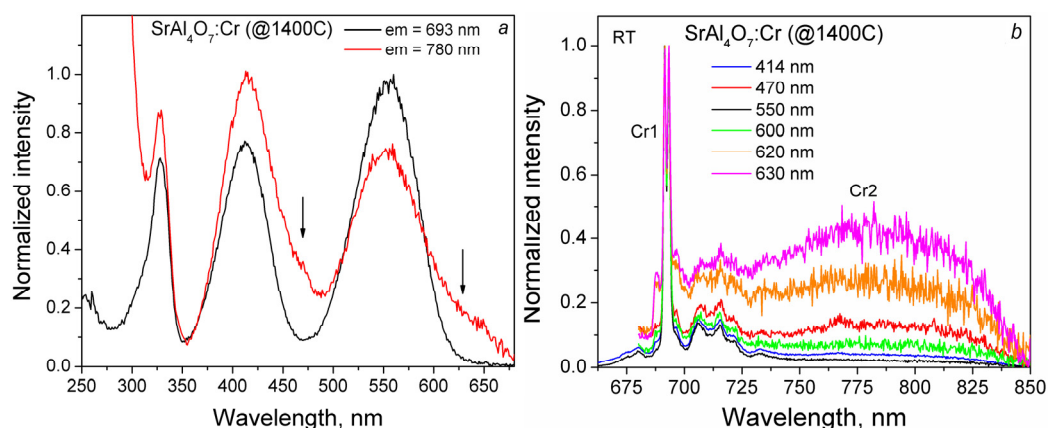 SrAl4O7:Cr (@1400C) a
em = 693 nm
em = 780 nm
Normalized intensity
1.0
0.8
0.6
0.4
0.2
0.0
250 300 350 400 450 500 550 600 650
Wavelength, nm
RT SrAl4O7:Cr (@1400C) b
414 nm
470 nm
550 nm
600 nm
620 nm
630 nm
Cr1
Cr2
Normalized intensity
1.0
0.8
0.6
0.4
0.2
0.0
675 700 725 750 775 800 825 850
Wavelength, nm